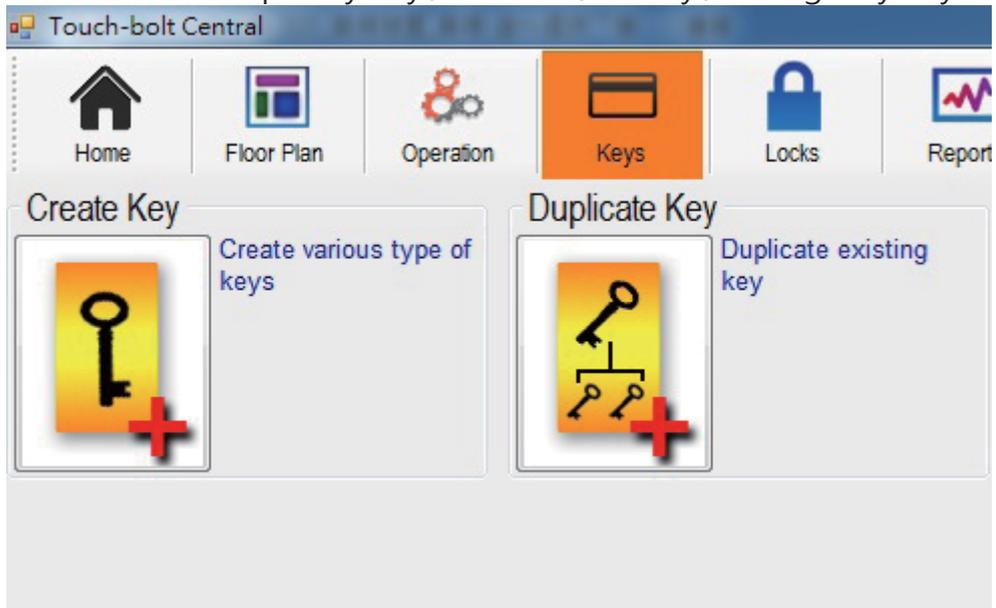 Touch-bolt Central
Home
Floor Plan
Operation
Keys
Locks
Report
Create Key
Duplicate Key
Create various type of
keys
Duplicate existing
key